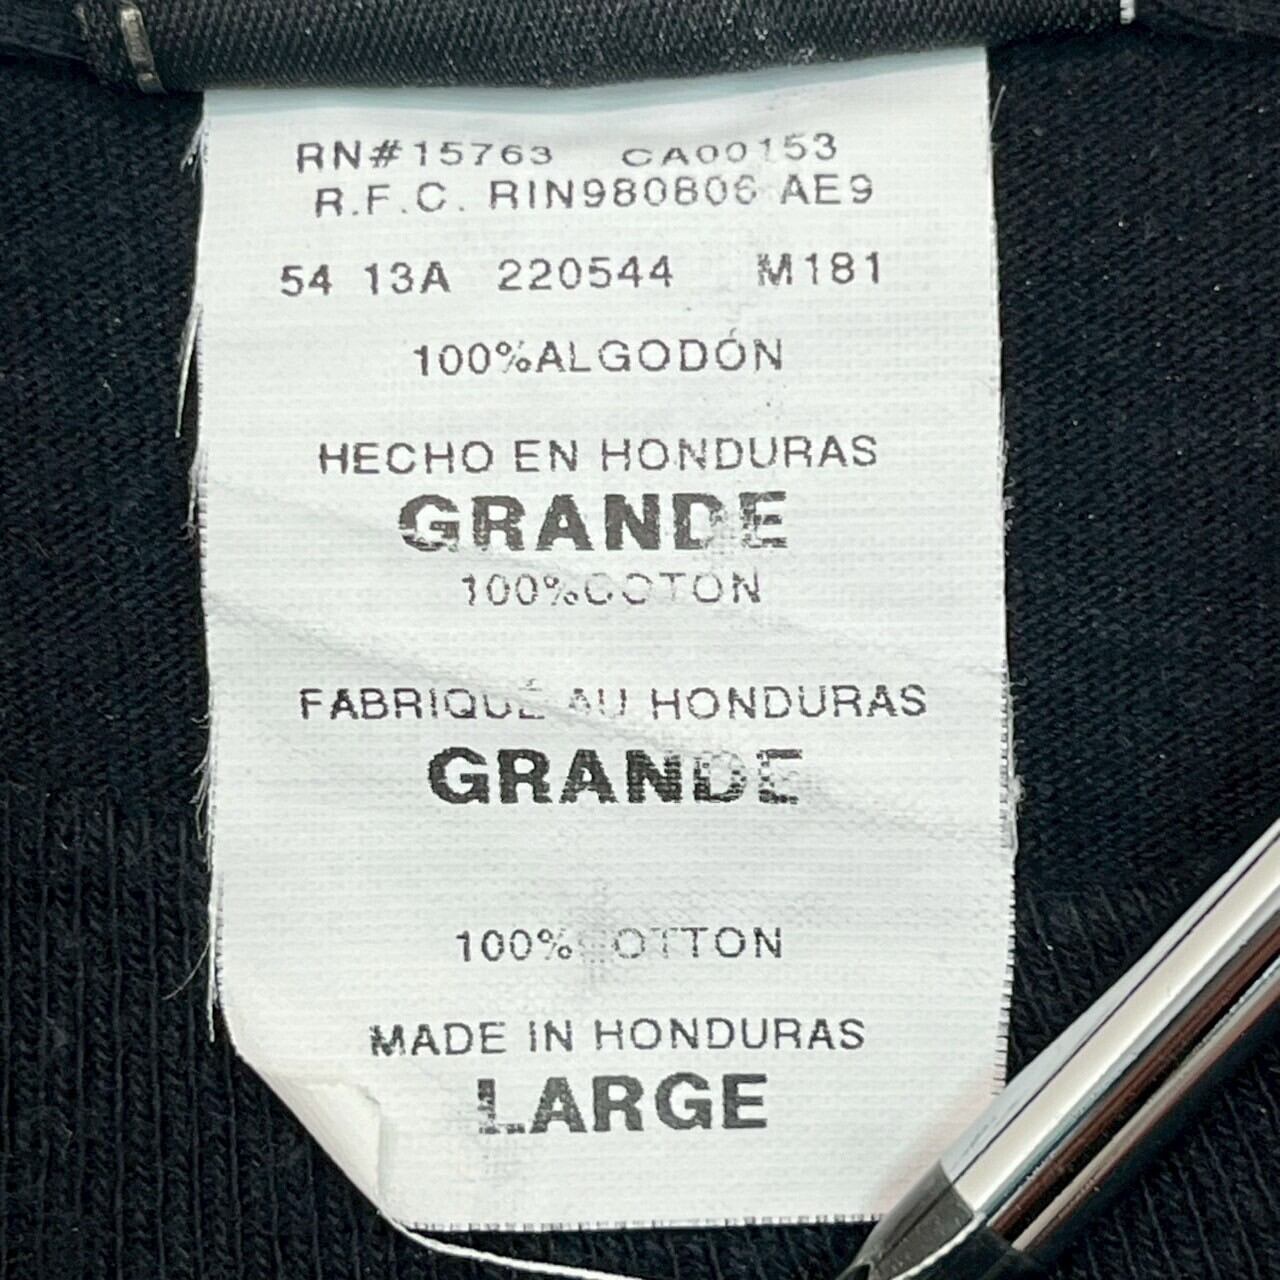 RN#15763 CA00153
R.F.C. RIN980806 AE9
54 13A 220544 M181
100%ALGODÓN
HECHO EN HONDURAS
GRANDE
100%COTON
FABRIQUÉ AU HONDURAS
GRANDE
100%COTTON
MADE IN HONDURAS
LARGE